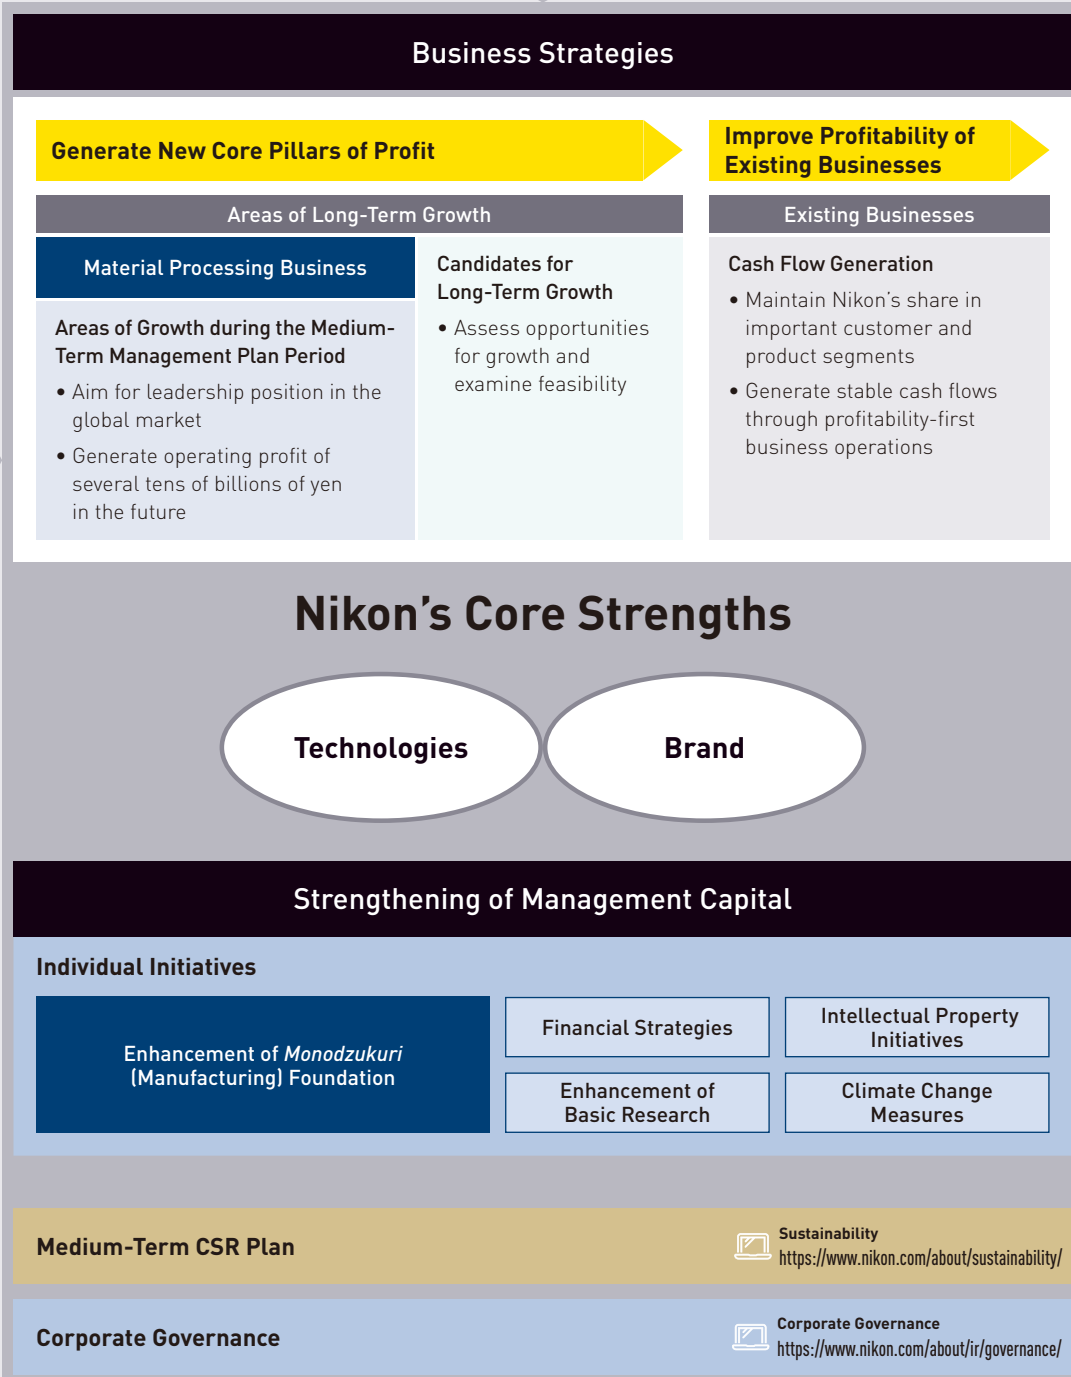 Business Strategies
Generate New Core Pillars of Profit
Improve Profitability of
Existing Businesses
Areas of Long-Term Growth
Existing Businesses
Material Processing Business
Areas of Growth during the Medium-
Term Management Plan Period
• Aim for leadership position in the
global market
• Generate operating profit of
several tens of billions of yen
in the future
Candidates for
Long-Term Growth
• Assess opportunities
for growth and
examine feasibility
Cash Flow Generation
• Maintain Nikon’s share in
important customer and
product segments
• Generate stable cash flows
through profitability-first
business operations
Nikon’s Core Strengths
Technologies
Brand
Strengthening of Management Capital
Individual Initiatives
Enhancement of Monodzukuri
(Manufacturing) Foundation
Financial Strategies
Intellectual Property
Initiatives
Enhancement of
Basic Research
Climate Change
Measures
Medium-Term CSR Plan
Sustainability
https://www.nikon.com/about/sustainability/
Corporate Governance
Corporate Governance
https://www.nikon.com/about/ir/governance/